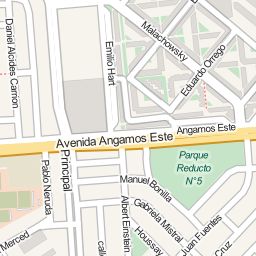 Daniel Alcides Carrion
Emilio Hart
Malachowsky
Eduardo Orrego
Avenida Angamos Este
Angamos Este
Pablo Neruda
Principal
Parque
Reducto
N°5
Manuel Bonilla
Albert Einstein
Gabriela Mistral
Houssay
Juan Fuentes
Merced
Cruz